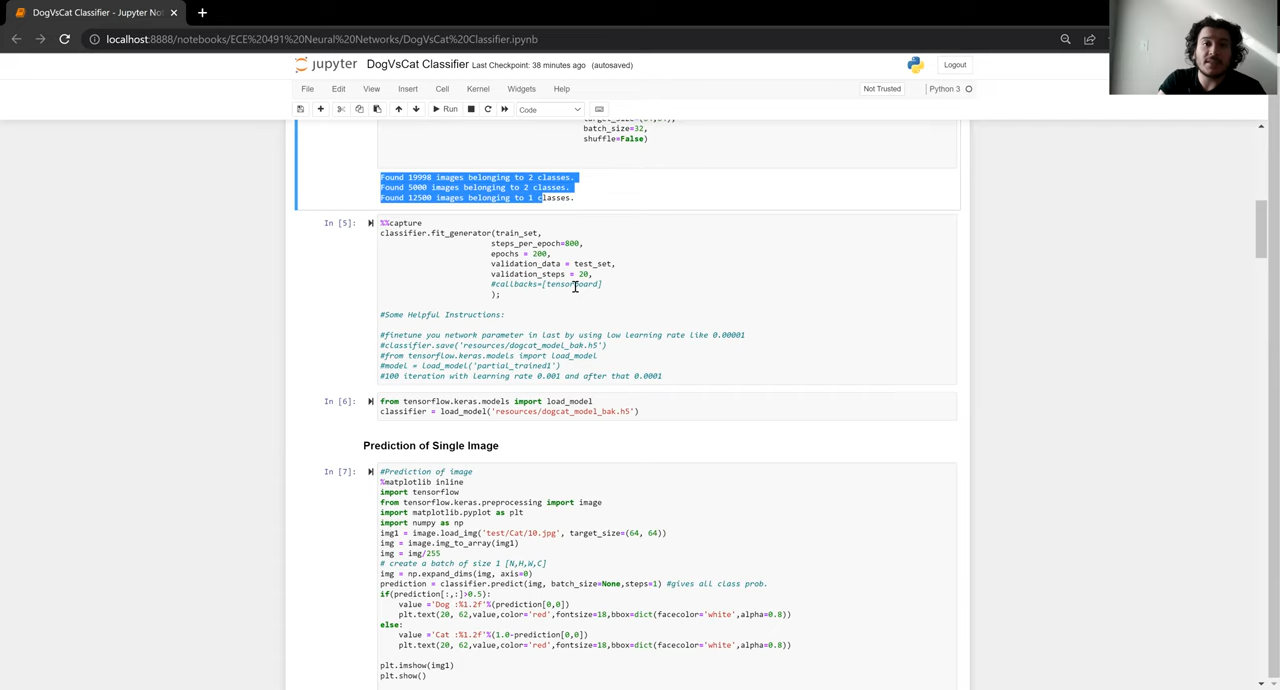 DogVsCat Classifier - Jupyter Not
localhost:8888/notebooks/ECE%20491%20Neural%20Networks/DogVsCat%20Classifier.ipynb
jupyter DogVsCat Classifier Last Checkpoint: 38 minutes ago (autosaved) Logout
File Edit View Insert Cell Kernel Widgets Help Not Trusted Python 3
Run Code
batch_size=32,
shuffle=False)
Found 19998 images belonging to 2 classes.
Found 5000 images belonging to 2 classes.
Found 12500 images belonging to 1 classes.
In [5]: %%capture
classifier.fit_generator(train_set,
steps_per_epoch=800,
epochs = 200,
validation_data = test_set,
validation_steps = 20,
#callbacks=[tensorboard]
);
#Some Helpful Instructions:
#finetune you network parameter in last by using low learning rate like 0.00001
#classifier.save('resources/dogcat_model_bak.h5')
#from tensorflow.keras.models import load_model
#model = load_model('partial_trained1')
#100 iteration with learning rate 0.001 and after that 0.0001
In [6]: from tensorflow.keras.models import load_model
classifier = load_model('resources/dogcat_model_bak.h5')
Prediction of Single Image
In [7]: #Prediction of image
%matplotlib inline
import tensorflow
from tensorflow.keras.preprocessing import image
import matplotlib.pyplot as plt
import numpy as np
img1 = image.load_img('test/Cat/10.jpg', target_size=(64, 64))
img = image.img_to_array(img1)
img = img/255
# create a batch of size 1 [N,H,W,C]
img = np.expand_dims(img, axis=0)
prediction = classifier.predict(img, batch_size=None,steps=1) #gives all class prob.
if(prediction[:,:]>0.5):
value ='Dog :%1.2f'%(prediction[0,0])
plt.text(20, 62,value,color='red',fontsize=18,bbox=dict(facecolor='white',alpha=0.8))
else:
value ='Cat :%1.2f'%(1.0-prediction[0,0])
plt.text(20, 62,value,color='red',fontsize=18,bbox=dict(facecolor='white',alpha=0.8))
plt.imshow(img1)
plt.show()